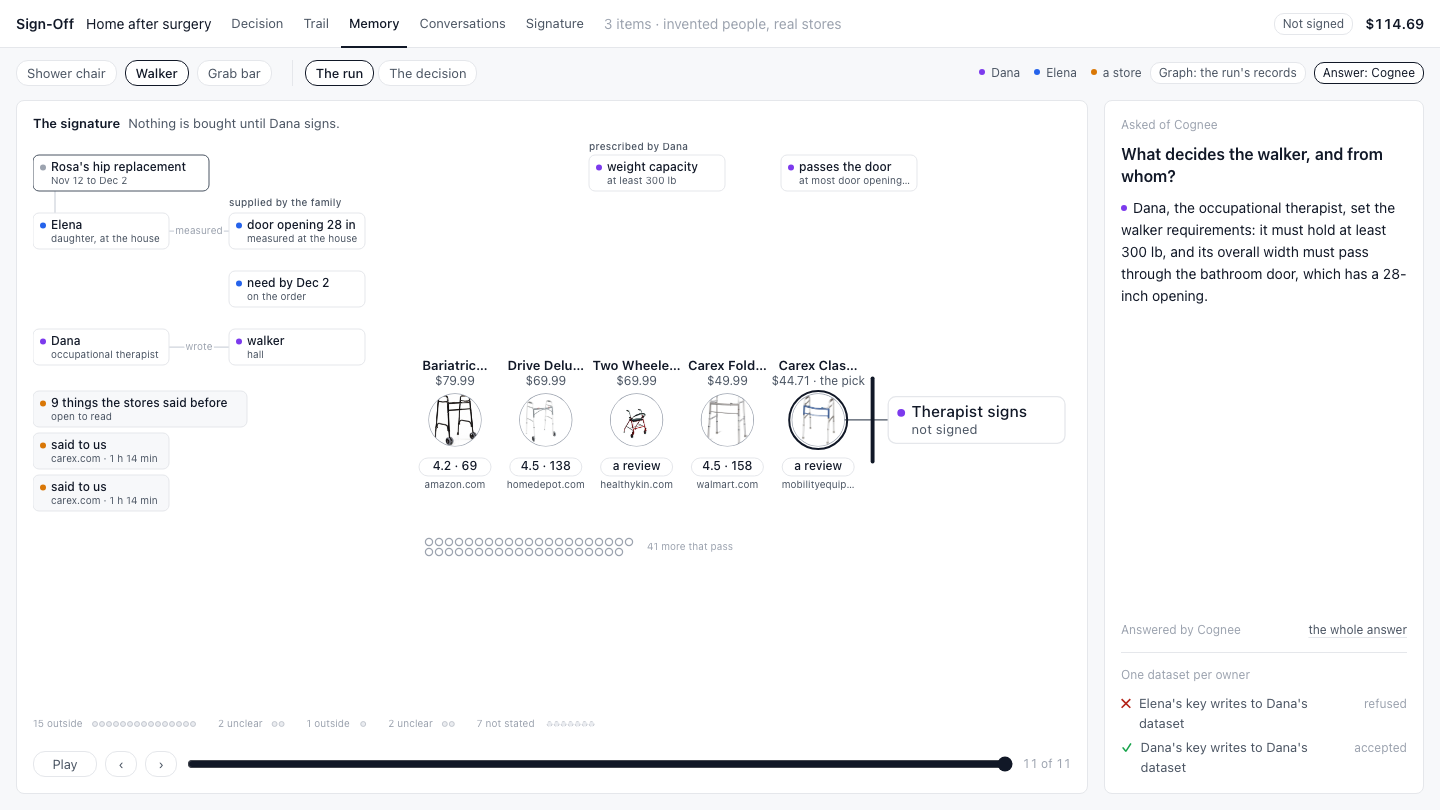 Sign-Off Home after surgery Decision Trail Memory Conversations Signature 3 items · invented people, real stores Not signed $114.69
Shower chair Walker Grab bar The run The decision Dana Elena a store Graph: the run's records Answer: Cognee
The signature Nothing is bought until Dana signs.
Rosa's hip replacement
Nov 12 to Dec 2
prescribed by Dana
weight capacity
at least 300 lb
passes the door
at most door opening...
supplied by the family
Elena
daughter, at the house
measured
door opening 28 in
measured at the house
need by Dec 2
on the order
Dana
occupational therapist
wrote
walker
hall
9 things the stores said before
open to read
said to us
carex.com · 1 h 14 min
said to us
carex.com · 1 h 14 min
Bariatric... Drive Delu... Two Wheele... Carex Fold... Carex Clas...
$79.99 $69.99 $69.99 $49.99 $44.71 · the pick
4.2 · 69 4.5 · 138 a review 4.5 · 158 a review
amazon.com homedepot.com healthykin.com walmart.com mobilityequip...
Therapist signs
not signed
41 more that pass
15 outside 2 unclear 1 outside 2 unclear 7 not stated
Play ‹ › 11 of 11
Asked of Cognee
What decides the walker, and from
whom?
Dana, the occupational therapist, set the
walker requirements: it must hold at least
300 lb, and its overall width must pass
through the bathroom door, which has a 28-
inch opening.
Answered by Cognee the whole answer
One dataset per owner
Elena's key writes to Dana's refused
dataset
Dana's key writes to Dana's accepted
dataset